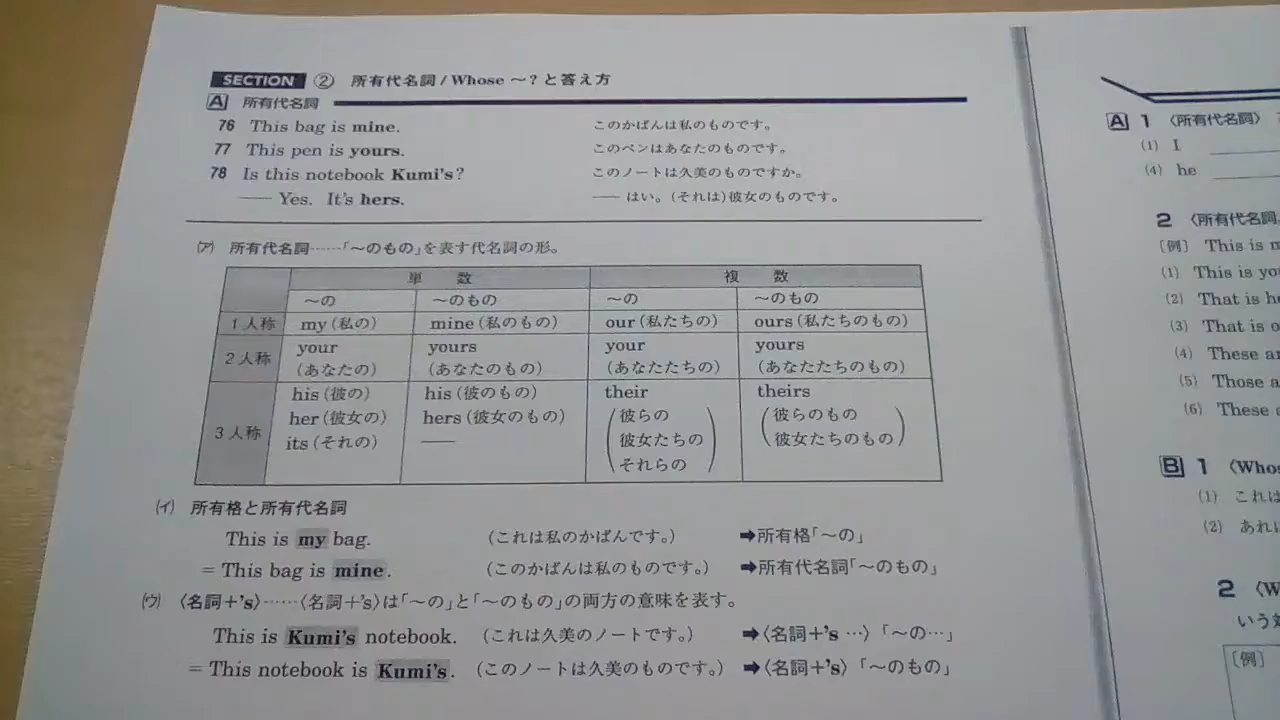 SECTION ② 所有代名詞 / Whose ～? と答え方
A 所有代名詞
76 This bag is mine. このかばんは私のものです。
77 This pen is yours. このペンはあなたのものです。
78 Is this notebook Kumi's? このノートは久美のものですか。
—— Yes. It's hers. —— はい。(それは)彼女のものです。
(ア) 所有代名詞……「～のもの」を表す代名詞の形。
単 数 複 数
～の ～のもの ～の ～のもの
1人称 my (私の) mine (私のもの) our (私たちの) ours (私たちのもの)
2人称 your yours your yours
(あなたの) (あなたのもの) (あなたたちの) (あなたたちのもの)
3人称 his (彼の) his (彼のもの) their theirs
her (彼女の) hers (彼女のもの) (彼らの (彼らのもの
its (それの) —— 彼女たちの 彼女たちのもの)
それらの)
(イ) 所有格と所有代名詞
This is my bag. (これは私のかばんです。) ➡所有格「～の」
= This bag is mine. (このかばんは私のものです。) ➡所有代名詞「～のもの」
(ウ) 〈名詞+'s〉……〈名詞+'s〉は「～の」と「～のもの」の両方の意味を表す。
This is Kumi's notebook. (これは久美のノートです。) ➡〈名詞+'s …〉「～の…」
= This notebook is Kumi's. (このノートは久美のものです。) ➡〈名詞+'s〉「～のもの」
A 1 〈所有代名詞〉
(1) I
(4) he
2 〈所有代名詞
[例] This is
(1) This is
(2) That is
(3) That is
(4) These
(5) Those
(6) These
B 1 〈Whose
(1) これは
(2) あれは
2
いう
[例]